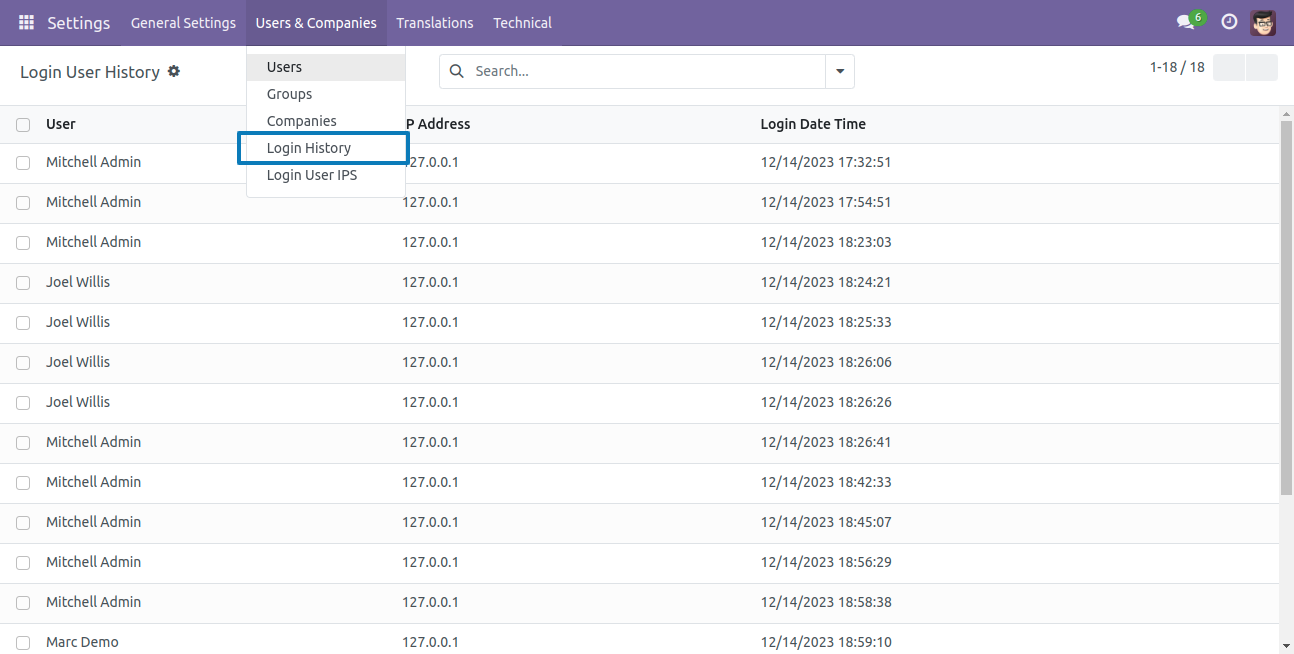 Settings General Settings Users & Companies Translations Technical 6
Login User History Search... 1-18 / 18
Users
Groups
Companies
Login History
Login User IPS
User P Address Login Date Time
Mitchell Admin 127.0.0.1 12/14/2023 17:32:51
Mitchell Admin 127.0.0.1 12/14/2023 17:54:51
Mitchell Admin 127.0.0.1 12/14/2023 18:23:03
Joel Willis 127.0.0.1 12/14/2023 18:24:21
Joel Willis 127.0.0.1 12/14/2023 18:25:33
Joel Willis 127.0.0.1 12/14/2023 18:26:06
Joel Willis 127.0.0.1 12/14/2023 18:26:26
Mitchell Admin 127.0.0.1 12/14/2023 18:26:41
Mitchell Admin 127.0.0.1 12/14/2023 18:42:33
Mitchell Admin 127.0.0.1 12/14/2023 18:45:07
Mitchell Admin 127.0.0.1 12/14/2023 18:56:29
Mitchell Admin 127.0.0.1 12/14/2023 18:58:38
Marc Demo 127.0.0.1 12/14/2023 18:59:10